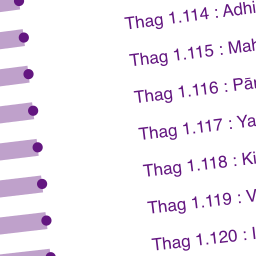 Thag 1.114 : Adhi
Thag 1.115 : Mah
Thag 1.116 : Pār
Thag 1.117 : Ya
Thag 1.118 : Ki
Thag 1.119 : V
Thag 1.120 : I